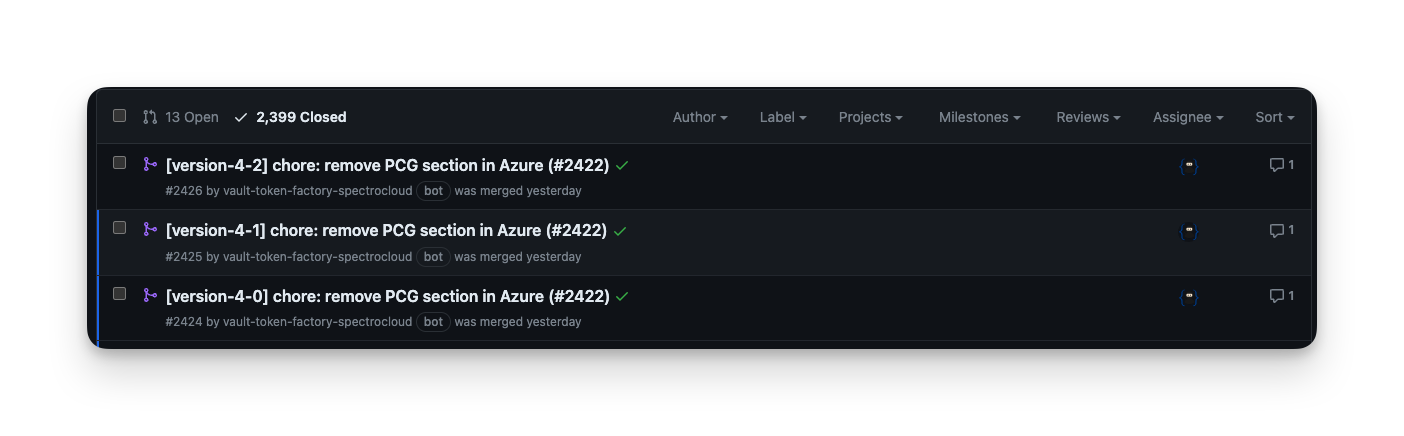 13 Open 2,399 Closed Author Label Projects Milestones Reviews Assignee Sort
[version-4-2] chore: remove PCG section in Azure (#2422) 1
#2426 by vault-token-factory-spectrocloud bot was merged yesterday
[version-4-1] chore: remove PCG section in Azure (#2422) 1
#2425 by vault-token-factory-spectrocloud bot was merged yesterday
[version-4-0] chore: remove PCG section in Azure (#2422) 1
#2424 by vault-token-factory-spectrocloud bot was merged yesterday